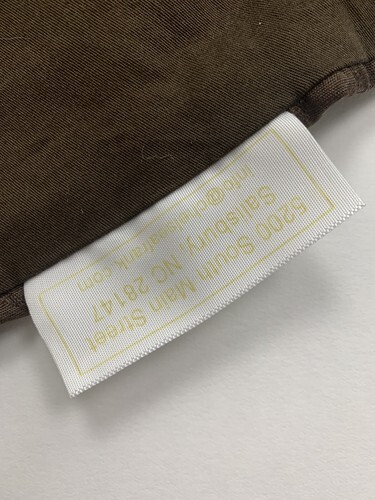 5200 South Main Street
Salisbury, NC 28147